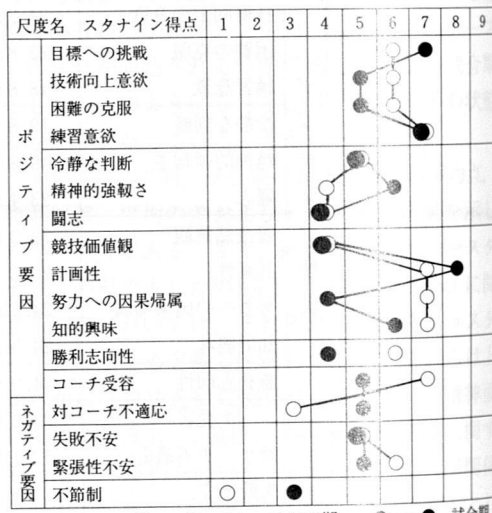 尺度名 スタナイン得点 1 2 3 4 5 6 7 8 9
ポジティブ要因
目標への挑戦
技術向上意欲
困難の克服
練習意欲
冷静な判断
精神的強靱さ
闘志
競技価値観
計画性
努力への因果帰属
知的興味
勝利志向性
コーチ受容
ネガティブ要因
対コーチ不適応
失敗不安
緊張性不安
不節制
試合期